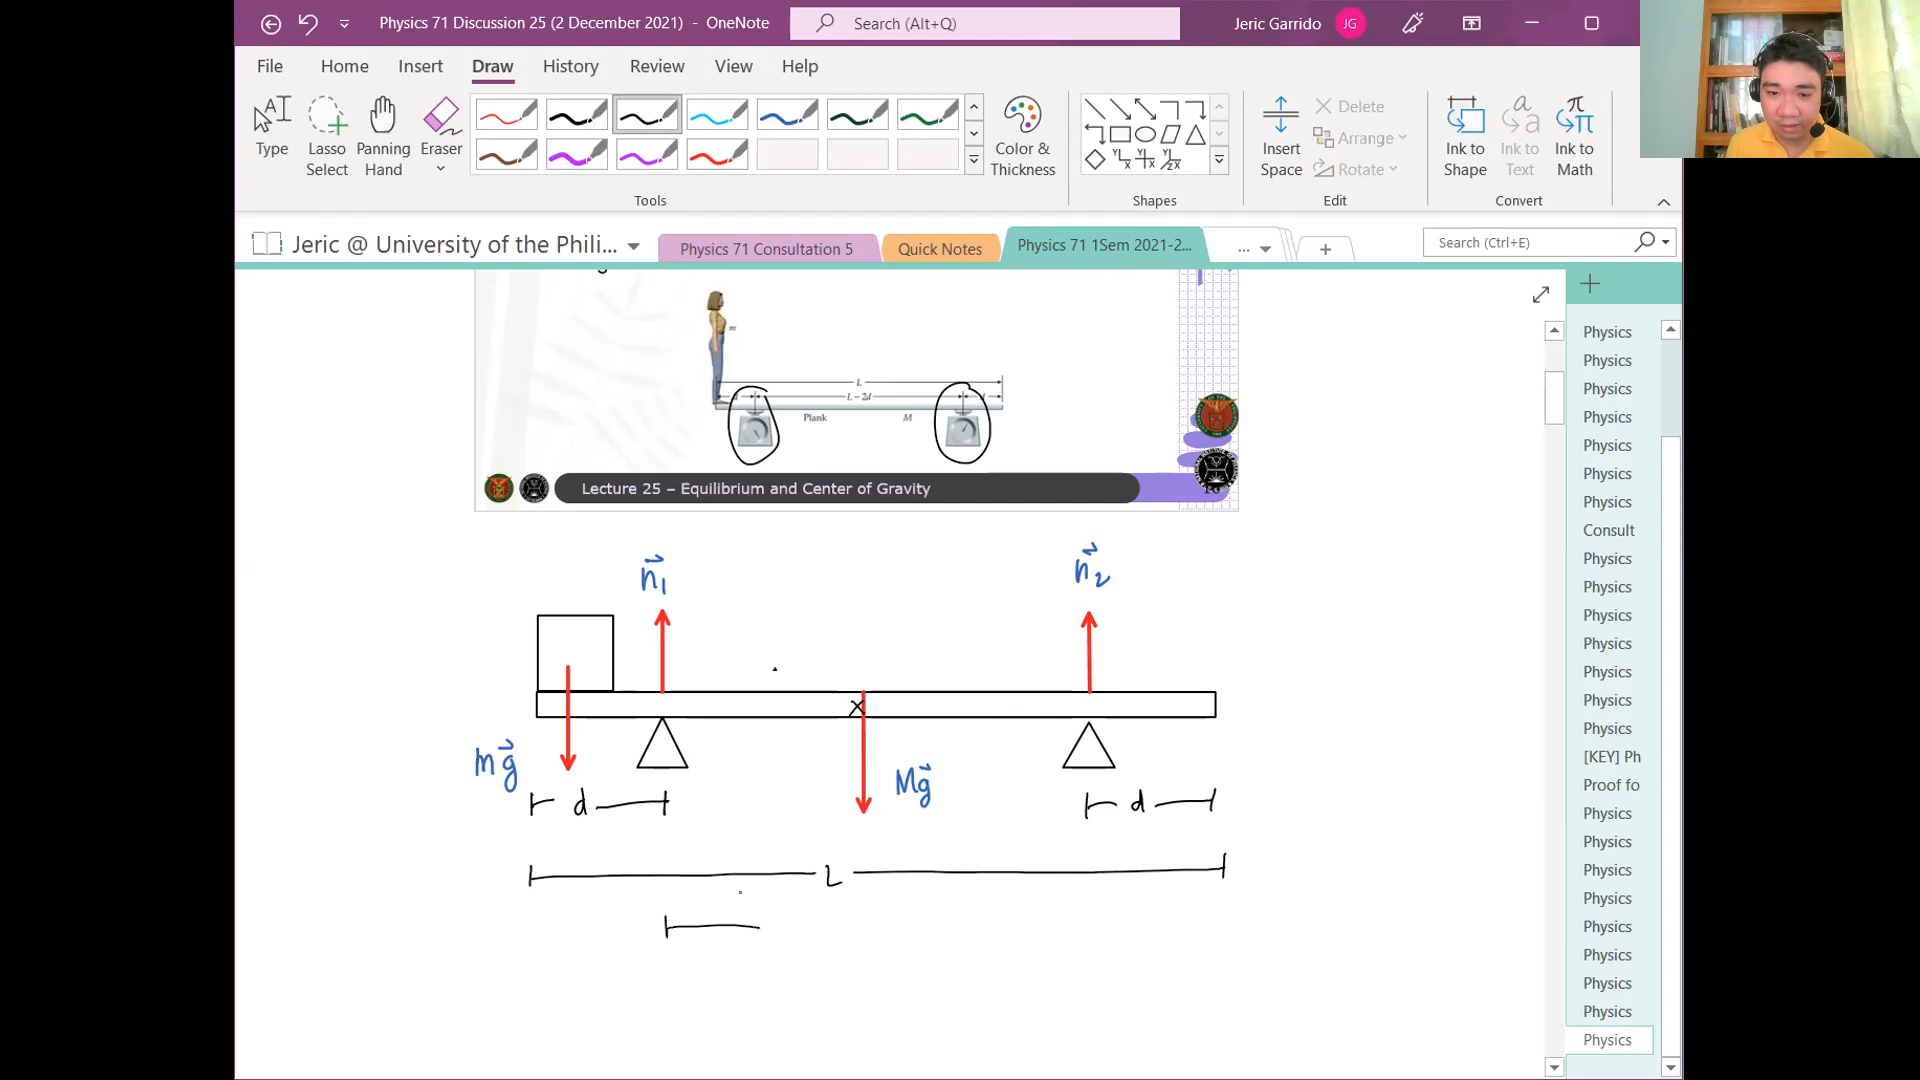 Physics 71 Discussion 25 (2 December 2021) - OneNote
Search (Alt+Q)
Jeric Garrido
JG
File Home Insert Draw History Review View Help
Type
Lasso Select
Panning Hand
Eraser
Color & Thickness
Insert Space
Delete
Arrange
Rotate
Ink to Shape
Ink to Text
Ink to Math
Tools Shapes Edit Convert
Jeric @ University of the Phili...
Physics 71 Consultation 5
Quick Notes
Physics 71 1Sem 2021-2...
...
Search (Ctrl+E)
m
L
d L − 2d
Plank M
Lecture 25 – Equilibrium and Center of Gravity
n⃗1 n⃗2
x
mg⃗
Mg⃗
d d
L
Physics
Physics
Physics
Physics
Physics
Physics
Physics
Consult
Physics
Physics
Physics
Physics
Physics
Physics
Physics
[KEY] Ph
Proof fo
Physics
Physics
Physics
Physics
Physics
Physics
Physics
Physics
Physics